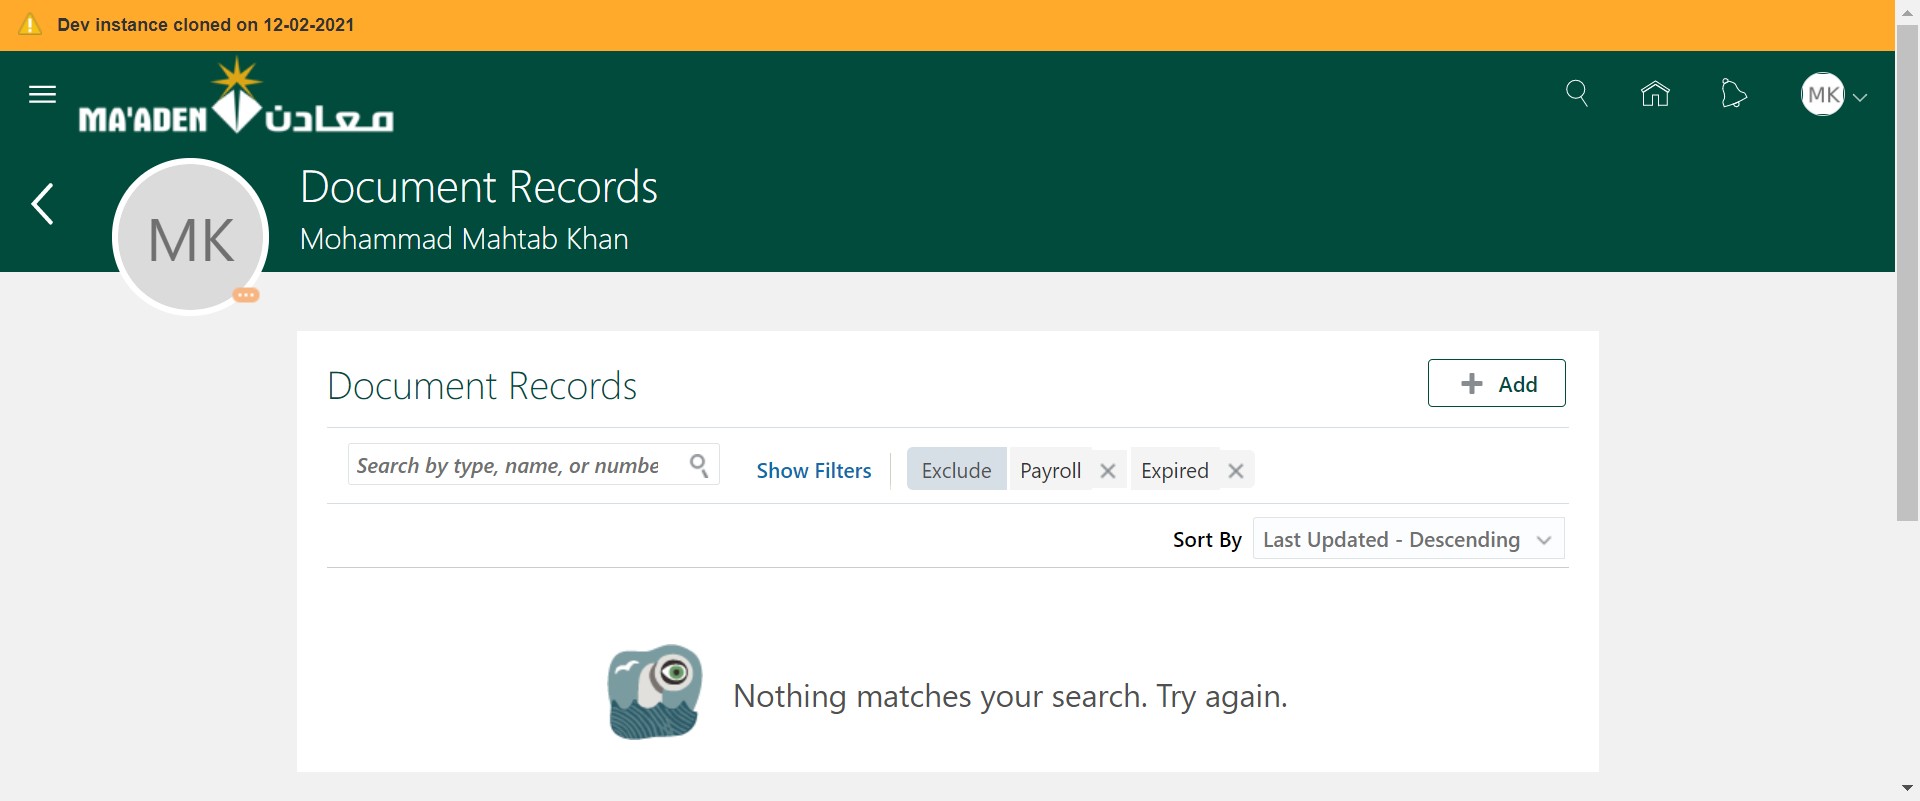 Dev instance cloned on 12-02-2021
MA'ADEN معادن
MK
Document Records
Mohammad Mahtab Khan
MK
Document Records
Add
Search by type, name, or numbe
Show Filters
Exclude
Payroll
Expired
Sort By
Last Updated - Descending
Nothing matches your search. Try again.